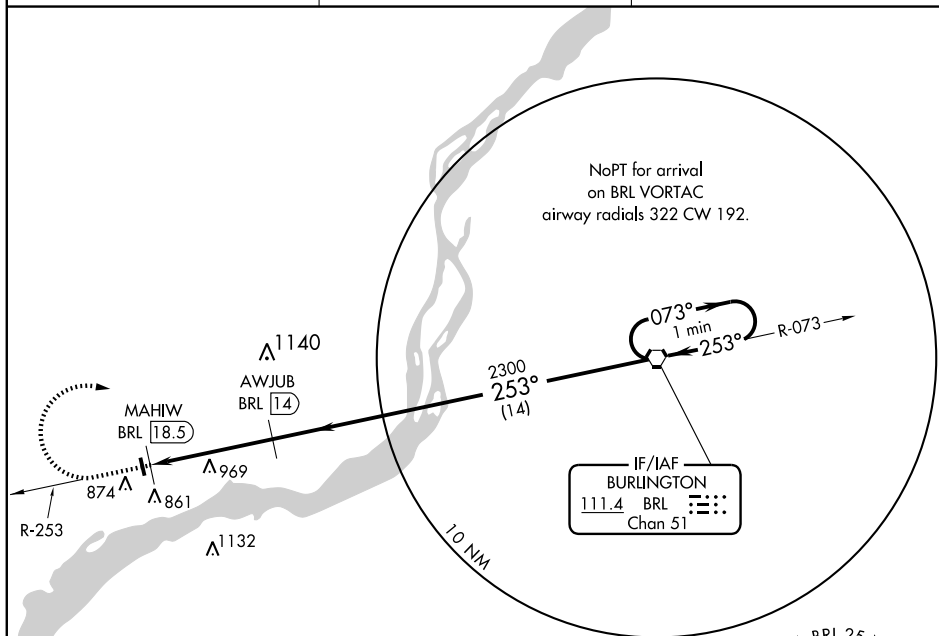 NoPT for arrival
on BRL VORTAC
airway radials 322 CW 192.
073°
1 min
253°
R-073
2300
253°
(14)
1140
AWJUB
BRL 14
MAHIW
BRL 18.5
969
874
861
R-253
1132
10 NM
IF/IAF
BURLINGTON
111.4 BRL
Chan 51
BRL 25